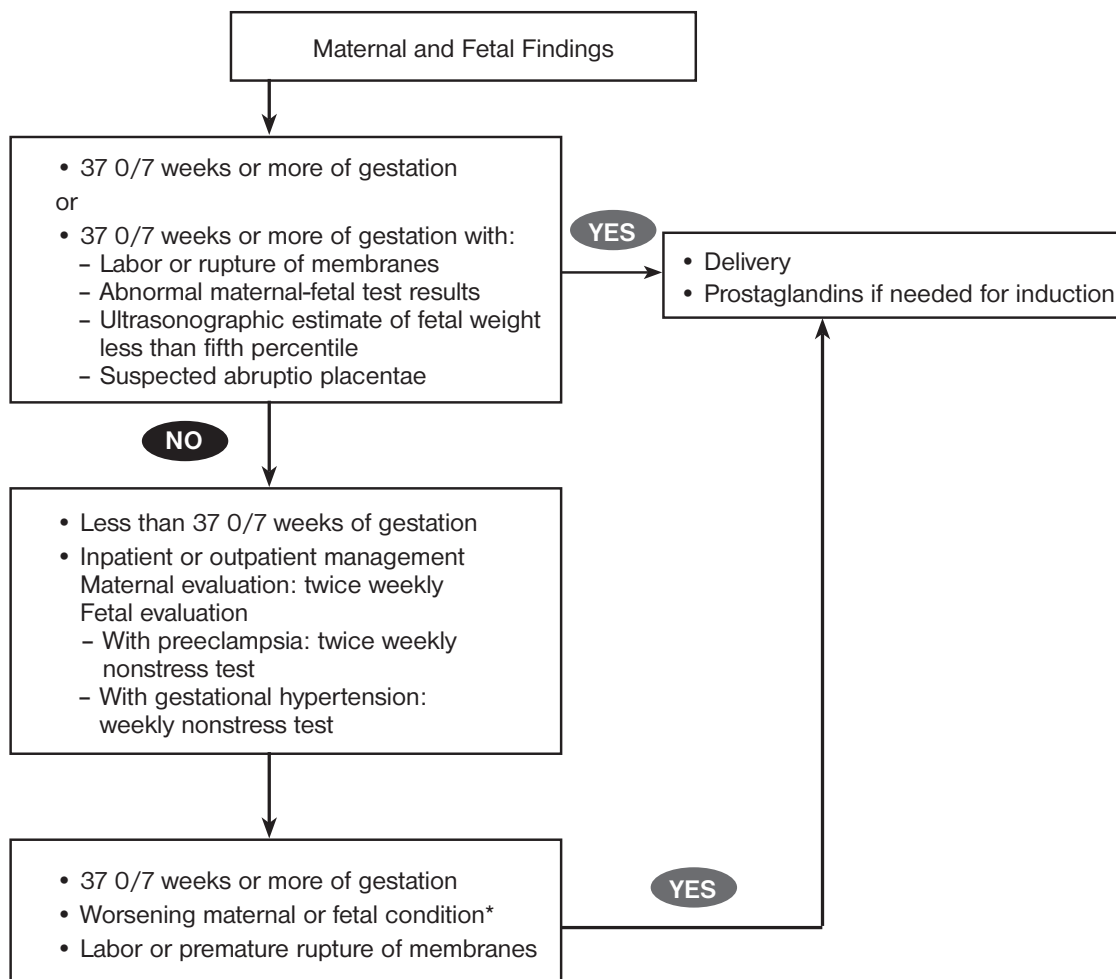 Maternal and Fetal Findings
• 37 0/7 weeks or more of gestation
or
• 37 0/7 weeks or more of gestation with:
– Labor or rupture of membranes
– Abnormal maternal-fetal test results
– Ultrasonographic estimate of fetal weight
less than fifth percentile
– Suspected abruptio placentae
YES
• Delivery
• Prostaglandins if needed for induction
NO
• Less than 37 0/7 weeks of gestation
• Inpatient or outpatient management
Maternal evaluation: twice weekly
Fetal evaluation
– With preeclampsia: twice weekly
nonstress test
– With gestational hypertension:
weekly nonstress test
• 37 0/7 weeks or more of gestation
• Worsening maternal or fetal condition*
• Labor or premature rupture of membranes
YES